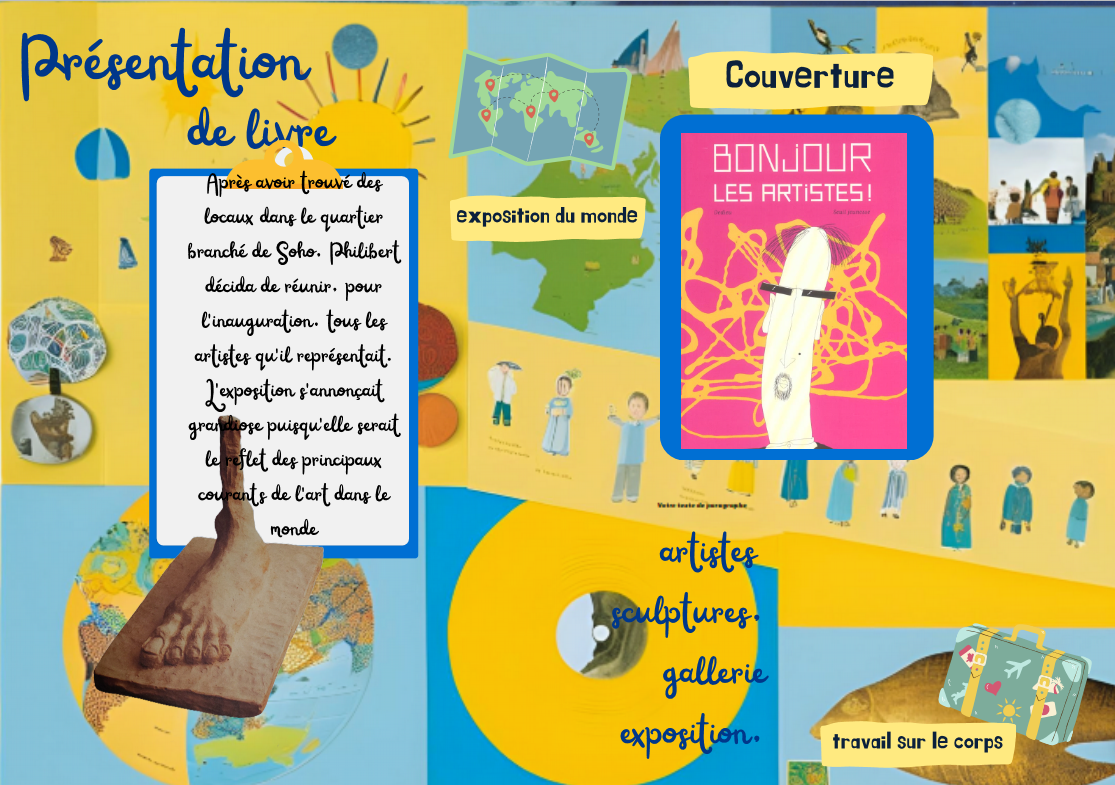 Présentation
de livre
Après avoir trouvé des
locaux dans le quartier
branché de Soho. Philibert
décida de réunir. pour
l'inauguration. tous les
artistes qu'il représentait.
L'exposition s'annonçait
grandiose puisqu'elle serait
le reflet des principaux
courants de l'art dans le
monde
exposition du monde
Couverture
BONJOUR
LES ARTISTES!
Votre texte de paragraphe
artistes
sculptures.
gallerie
exposition.
travail sur le corps